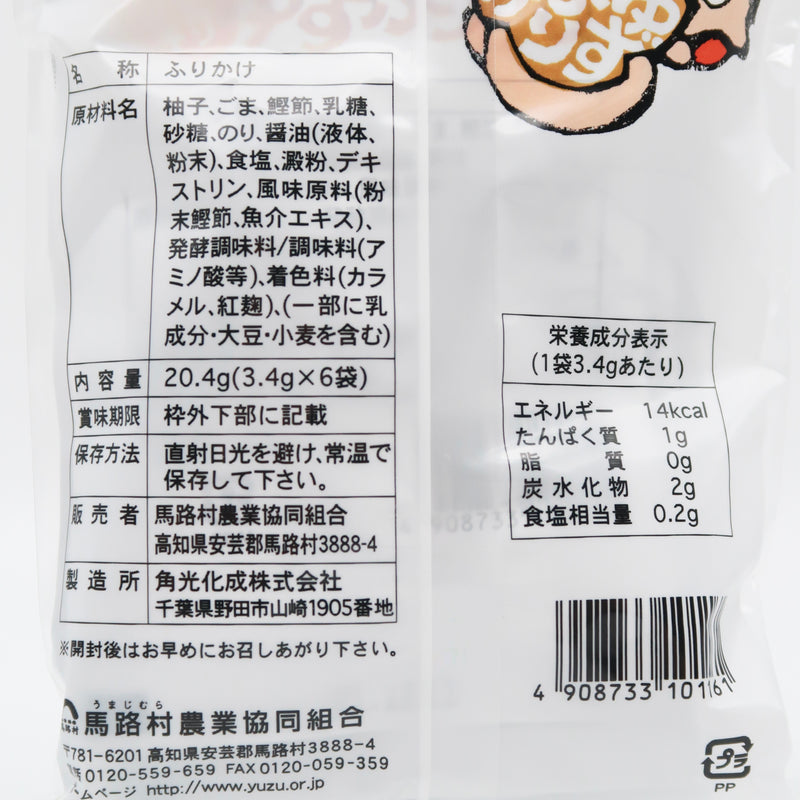 名称 ふりかけ
原材料名 柚子、ごま、鰹節、乳糖、
砂糖、のり、醤油(液体、
粉末)、食塩、澱粉、デキ
ストリン、風味原料(粉
末鰹節、魚介エキス)、
発酵調味料/調味料(ア
ミノ酸等)、着色料(カラ
メル、紅麹)、(一部に乳
成分・大豆・小麦を含む)
内容量 20.4g(3.4g×6袋)
賞味期限 枠外下部に記載
保存方法 直射日光を避け、常温で
保存して下さい。
販売者 馬路村農業協同組合
高知県安芸郡馬路村3888-4
製造所 角光化成株式会社
千葉県野田市山崎1905番地
※開封後はお早めにお召しあがり下さい。
うまじむら
馬路村農業協同組合
〒781-6201 高知県安芸郡馬路村3888-4
0120-559-659 FAX 0120-059-359
ムページ http://www.yuzu.or.jp
栄養成分表示
(1袋3.4gあたり)
エネルギー 14kcal
たんぱく質 1g
脂質 0g
炭水化物 2g
食塩相当量 0.2g
4 908733 101161
プラ
PP